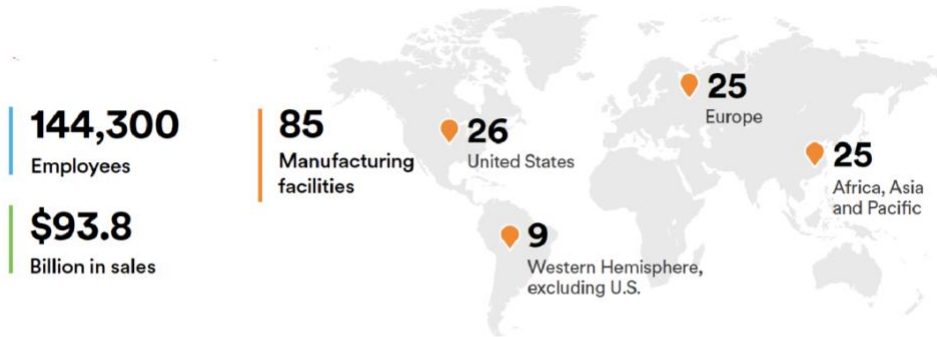 144,300
Employees
$93.8
Billion in sales
85
Manufacturing
facilities
26
United States
25
Europe
25
Africa, Asia
and Pacific
9
Western Hemisphere,
excluding U.S.